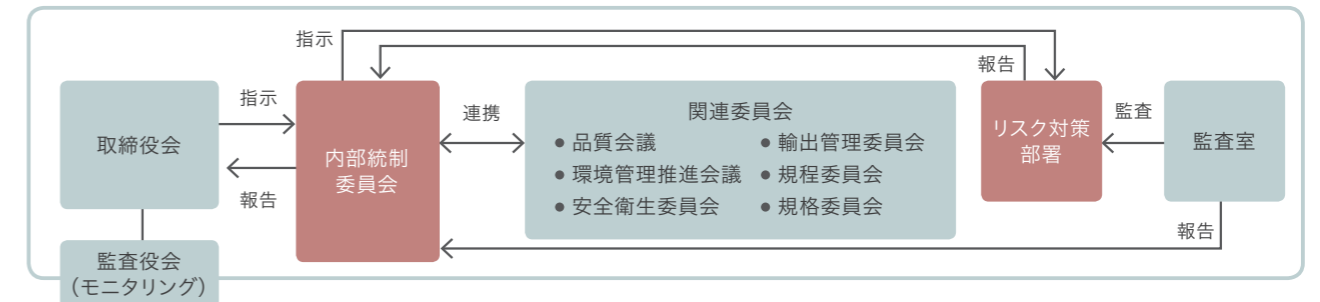 指示
報告
指示
取締役会
報告
監査役会
（モニタリング）
内部統制
委員会
連携
関連委員会
● 品質会議
● 環境管理推進会議
● 安全衛生委員会
● 輸出管理委員会
● 規程委員会
● 規格委員会
リスク対策
部署
監査
監査室
報告